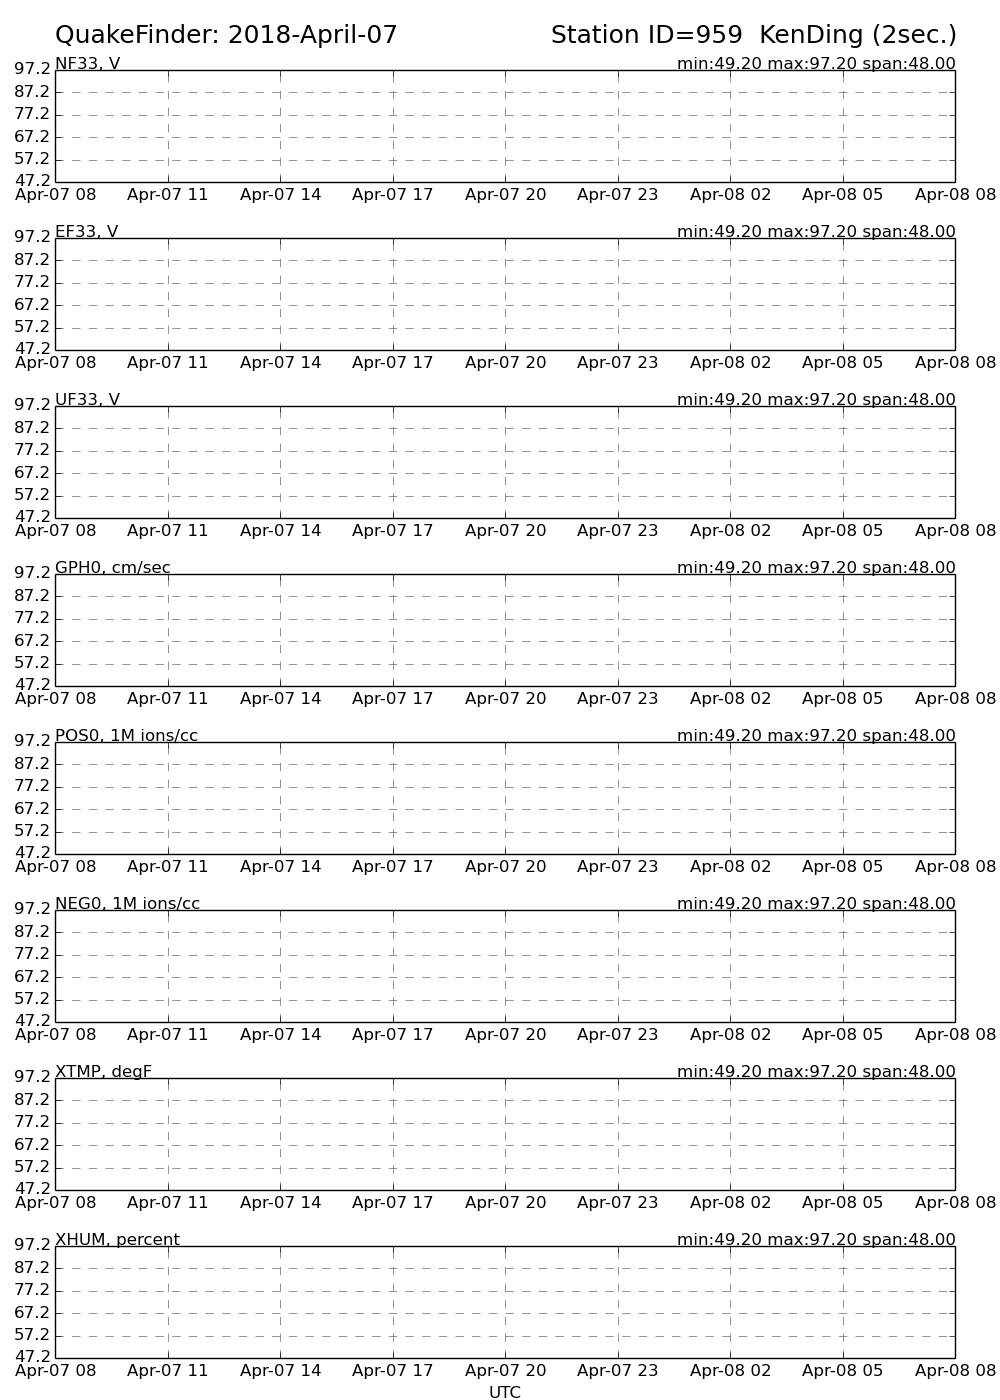 QuakeFinder: 2018-April-07 Station ID=959 KenDing (2sec.)
NF33, V min:49.20 max:97.20 span:48.00
97.2
87.2
77.2
67.2
57.2
47.2
Apr-07 08 Apr-07 11 Apr-07 14 Apr-07 17 Apr-07 20 Apr-07 23 Apr-08 02 Apr-08 05 Apr-08 08
EF33, V min:49.20 max:97.20 span:48.00
97.2
87.2
77.2
67.2
57.2
47.2
Apr-07 08 Apr-07 11 Apr-07 14 Apr-07 17 Apr-07 20 Apr-07 23 Apr-08 02 Apr-08 05 Apr-08 08
UF33, V min:49.20 max:97.20 span:48.00
97.2
87.2
77.2
67.2
57.2
47.2
Apr-07 08 Apr-07 11 Apr-07 14 Apr-07 17 Apr-07 20 Apr-07 23 Apr-08 02 Apr-08 05 Apr-08 08
GPH0, cm/sec min:49.20 max:97.20 span:48.00
97.2
87.2
77.2
67.2
57.2
47.2
Apr-07 08 Apr-07 11 Apr-07 14 Apr-07 17 Apr-07 20 Apr-07 23 Apr-08 02 Apr-08 05 Apr-08 08
POS0, 1M ions/cc min:49.20 max:97.20 span:48.00
97.2
87.2
77.2
67.2
57.2
47.2
Apr-07 08 Apr-07 11 Apr-07 14 Apr-07 17 Apr-07 20 Apr-07 23 Apr-08 02 Apr-08 05 Apr-08 08
NEG0, 1M ions/cc min:49.20 max:97.20 span:48.00
97.2
87.2
77.2
67.2
57.2
47.2
Apr-07 08 Apr-07 11 Apr-07 14 Apr-07 17 Apr-07 20 Apr-07 23 Apr-08 02 Apr-08 05 Apr-08 08
XTMP, degF min:49.20 max:97.20 span:48.00
97.2
87.2
77.2
67.2
57.2
47.2
Apr-07 08 Apr-07 11 Apr-07 14 Apr-07 17 Apr-07 20 Apr-07 23 Apr-08 02 Apr-08 05 Apr-08 08
XHUM, percent min:49.20 max:97.20 span:48.00
97.2
87.2
77.2
67.2
57.2
47.2
Apr-07 08 Apr-07 11 Apr-07 14 Apr-07 17 Apr-07 20 Apr-07 23 Apr-08 02 Apr-08 05 Apr-08 08
UTC